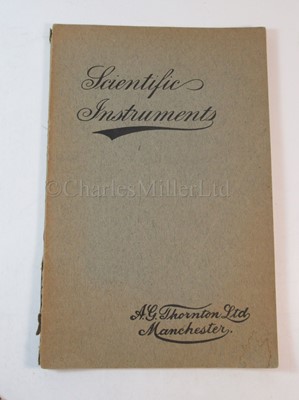 Scientific
Instruments
©CharlesMillerLtd
A.G. Thornton Ltd
Manchester.